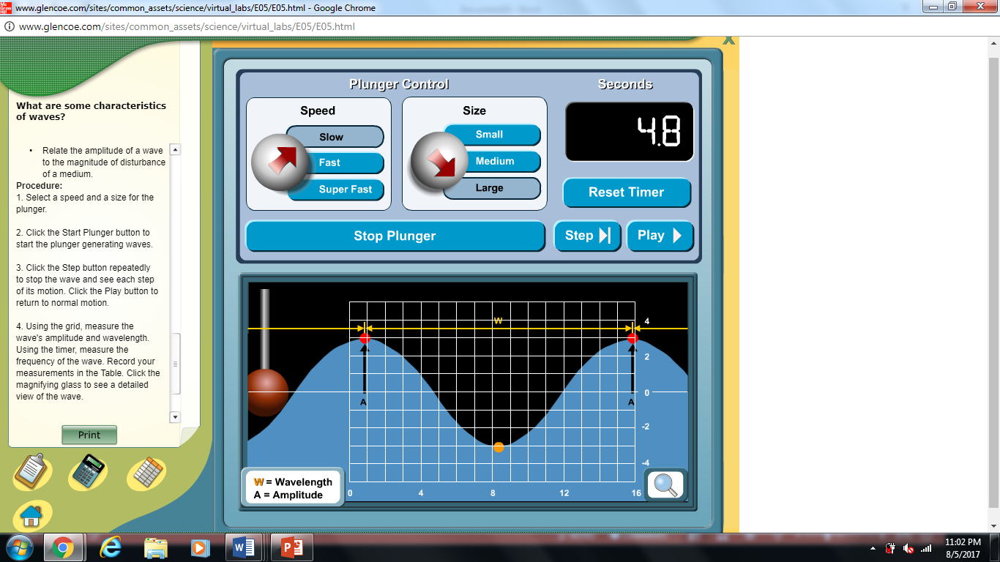 Mc
Graw
Hill
www.glencoe.com/sites/common_assets/science/virtual_labs/E05/E05.html - Google Chrome
www.glencoe.com/sites/common_assets/science/virtual_labs/E05/E05.html
X
What are some characteristics
of waves?
• Relate the amplitude of a wave
to the magnitude of disturbance
of a medium.
Procedure:
1. Select a speed and a size for the
plunger.
2. Click the Start Plunger button to
start the plunger generating waves.
3. Click the Step button repeatedly
to stop the wave and see each step
of its motion. Click the Play button to
return to normal motion.
4. Using the grid, measure the
wave's amplitude and wavelength.
Using the timer, measure the
frequency of the wave. Record your
measurements in the Table. Click the
magnifying glass to see a detailed
view of the wave.
Print
Plunger Control
Speed
Slow
Fast
Super Fast
Size
Small
Medium
Large
Seconds
4.8
Reset Timer
Stop Plunger
Step
Play
W
4
2
0
-2
-4
A
A
0 4 8 12 16
W = Wavelength
A = Amplitude
11:02 PM
8/5/2017